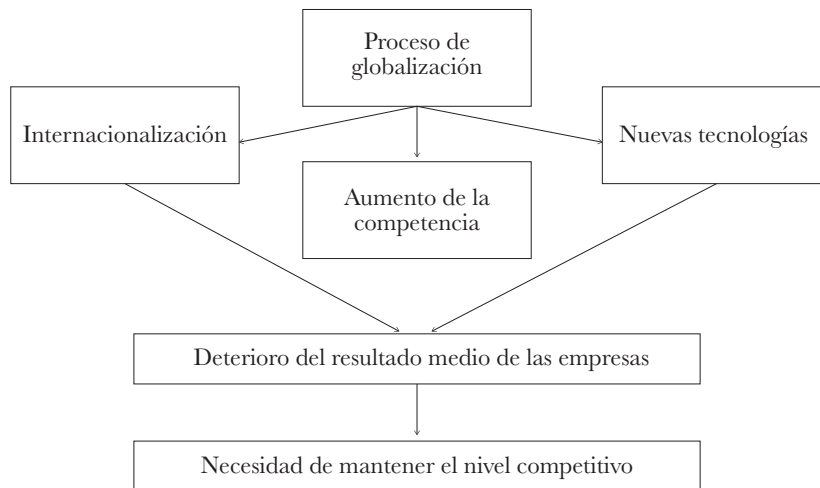 Proceso de
globalización
Internacionalización
Nuevas tecnologías
Aumento de la
competencia
Deterioro del resultado medio de las empresas
Necesidad de mantener el nivel competitivo